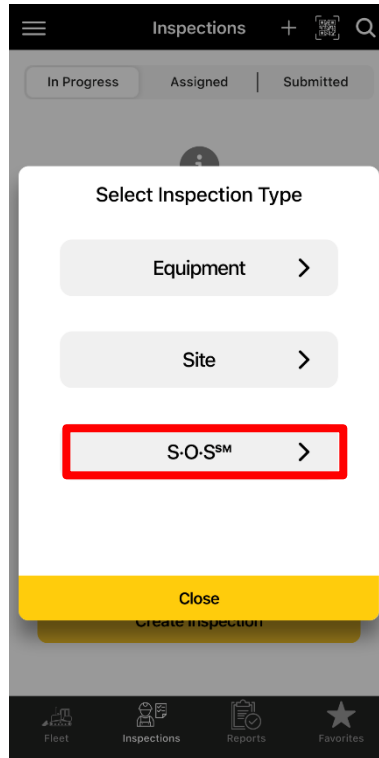 Inspections
In Progress Assigned Submitted
Select Inspection Type
Equipment
Site
S·O·S℠
Close
Create Inspection
Fleet Inspections Reports Favorites